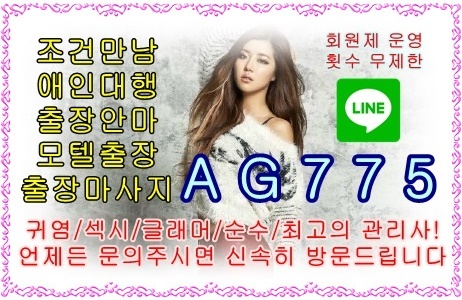 조건만남
애인대행
출장안마
모텔출장
출장마사지
회원제 운영
횟수 무제한
LINE
AG775
귀염/섹시/글래머/순수/최고의 관리사!
언제든 문의주시면 신속히 방문드립니다